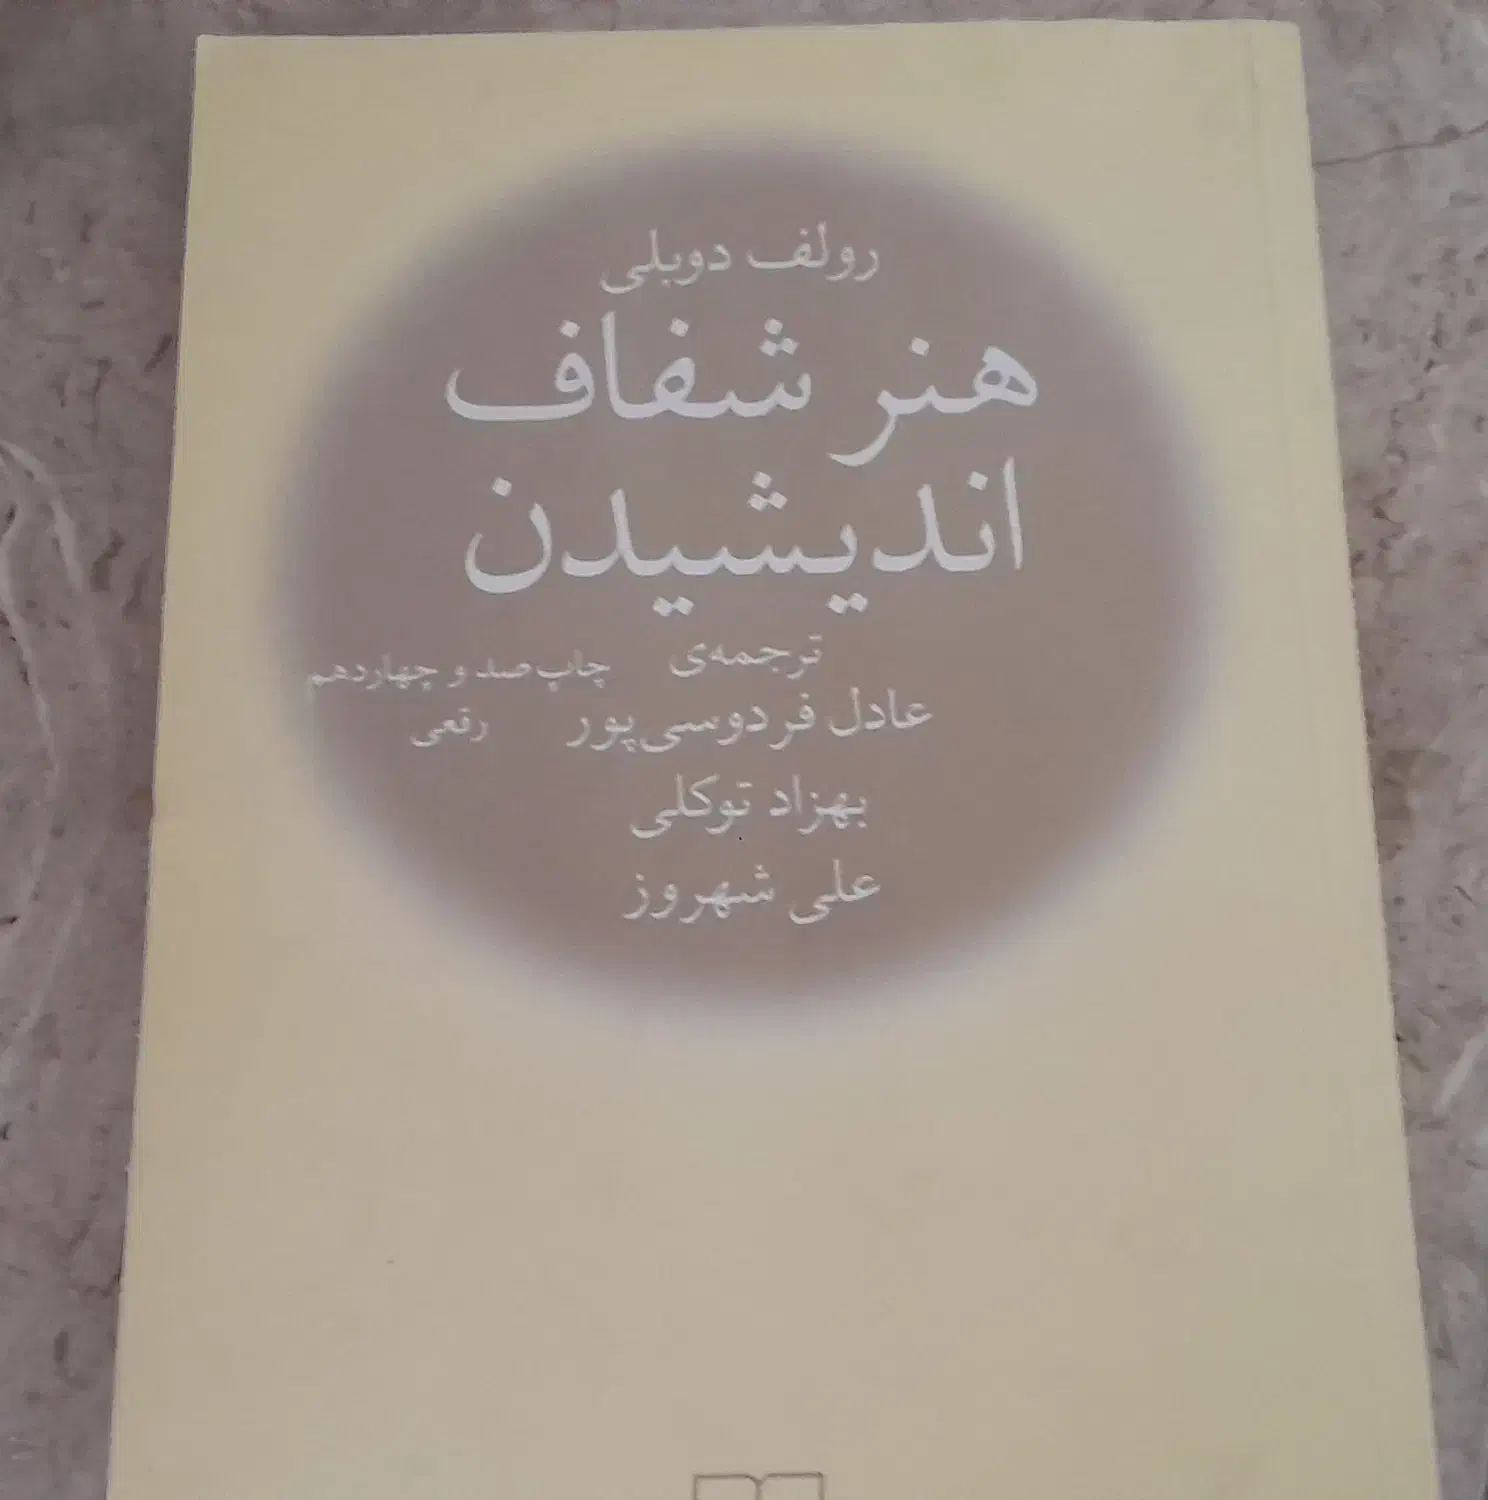 رولف دوبلی
هنر شفاف
اندیشیدن
ترجمه‌ی
چاپ صد و چهاردهم
عادل فردوسی‌پور
رقعی
بهزاد توکلی
علی شهروز